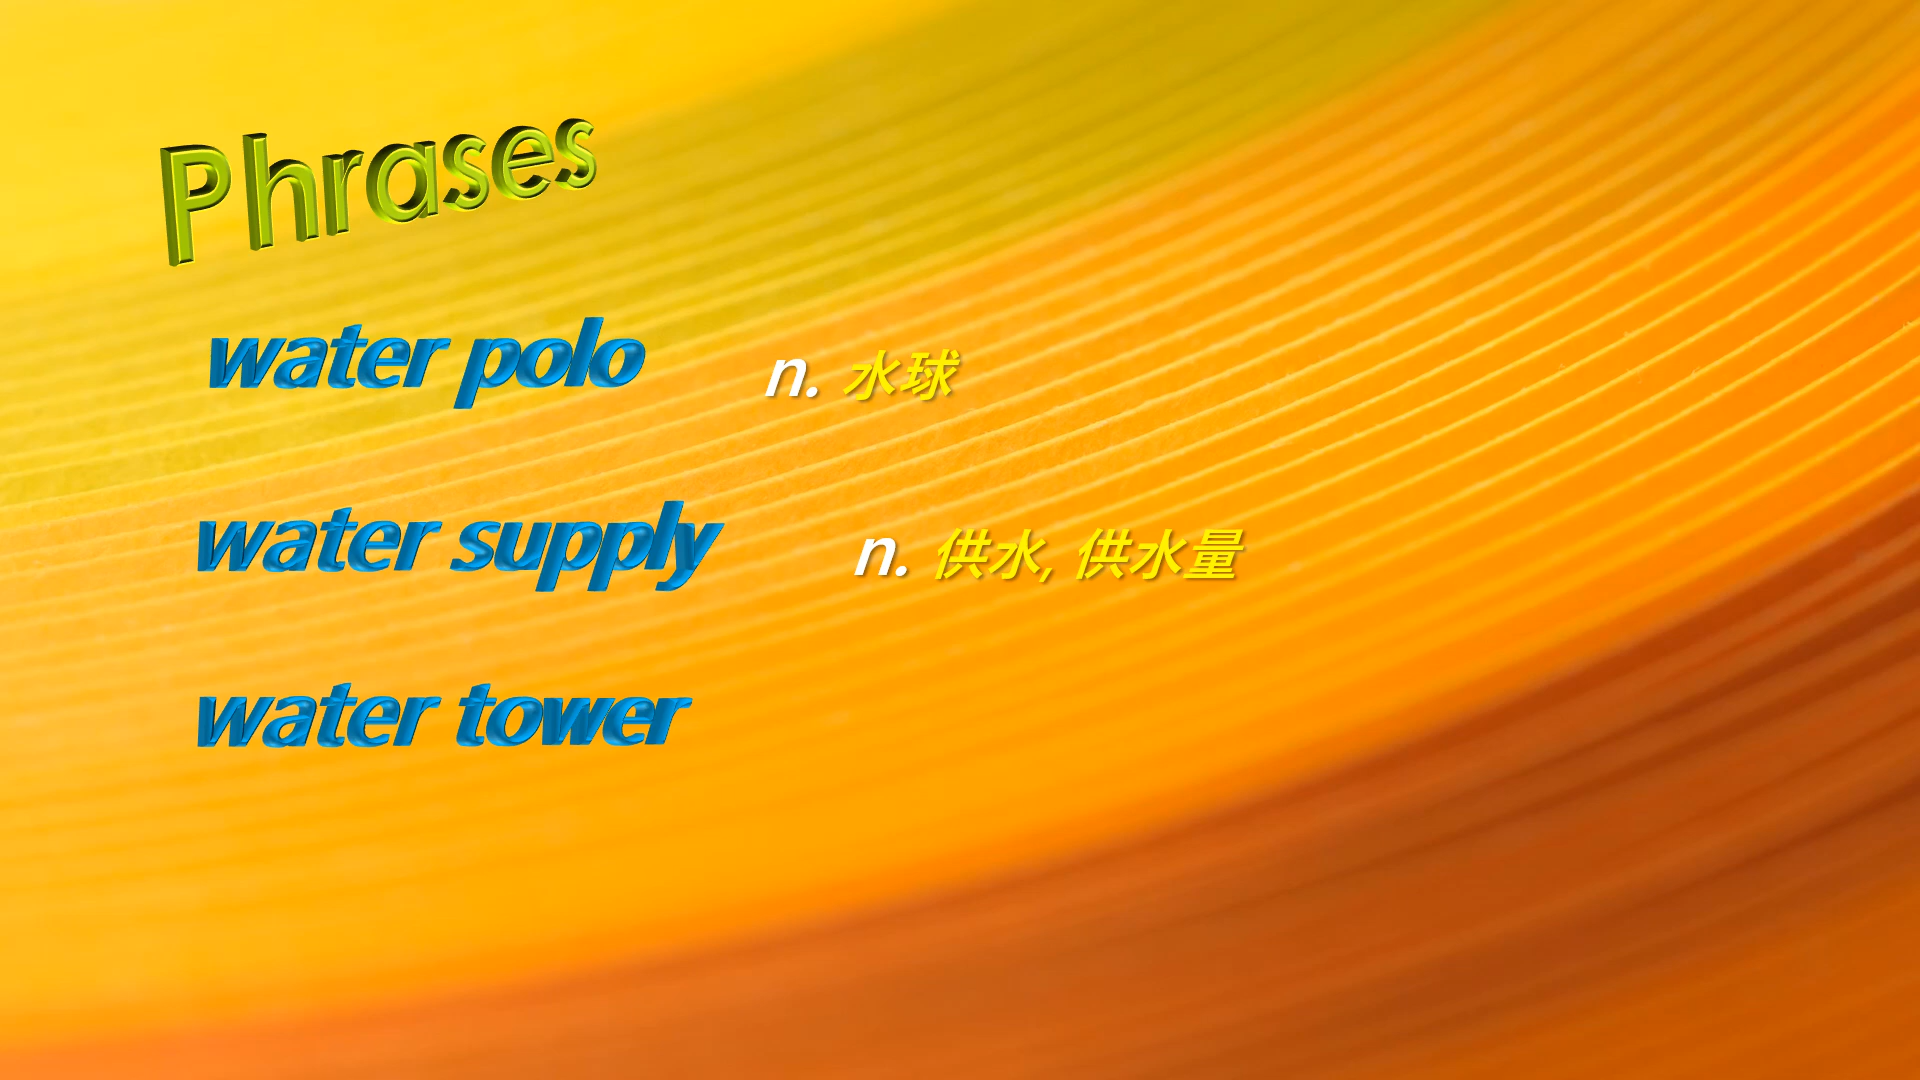 Phrases
water polo n. 水球
water supply n. 供水, 供水量
water tower